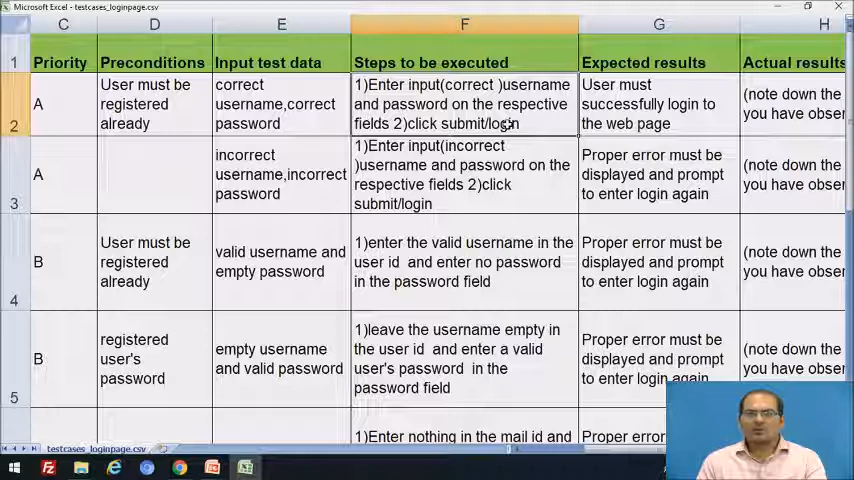 Microsoft Excel - testcases_loginpage.csv
C D E F G H
1 Priority Preconditions Input test data Steps to be executed Expected results Actual results
2
A
User must be
registered
already
correct
username,correct
password
1)Enter input(correct )username
and password on the respective
fields 2)click submit/login
User must
successfully login to
the web page
(note down the
you have obser
3
A
incorrect
username,incorrect
password
1)Enter input(incorrect
)username and password on the
respective fields 2)click
submit/login
Proper error must be
displayed and prompt
to enter login again
(note down the
you have obser
4
B
User must be
registered
already
valid username and
empty password
1)enter the valid username in the
user id  and enter no password
in the password field
Proper error must be
displayed and prompt
to enter login again
(note down the
you have obser
5
B
registered
user's
password
empty username
and valid password
1)leave the username empty in
the user id  and enter a valid
user's password  in the
password field
Proper error must be
displayed and prompt
to enter login again
(note down the
you have obser
1)Enter nothing in the mail id and
Proper error
testcases_loginpage.csv